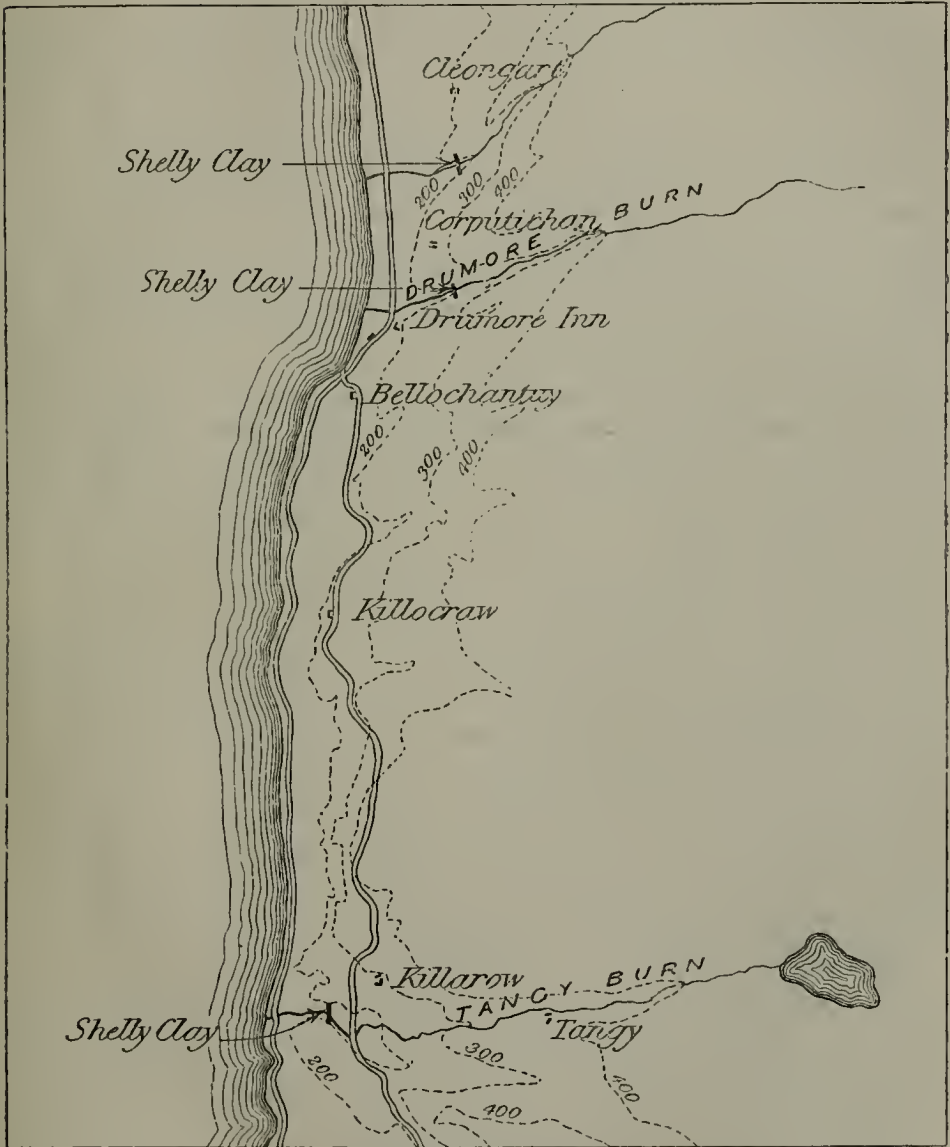 Cleongart
Shelly Clay
200
300
400
Corputichan
DRUMORE BURN
Shelly Clay
Drumore Inn
Bellochantuy
200
300
400
Killocraw
Killarow
TANGY BURN
Shelly Clay
Tangy
200
300
400
400